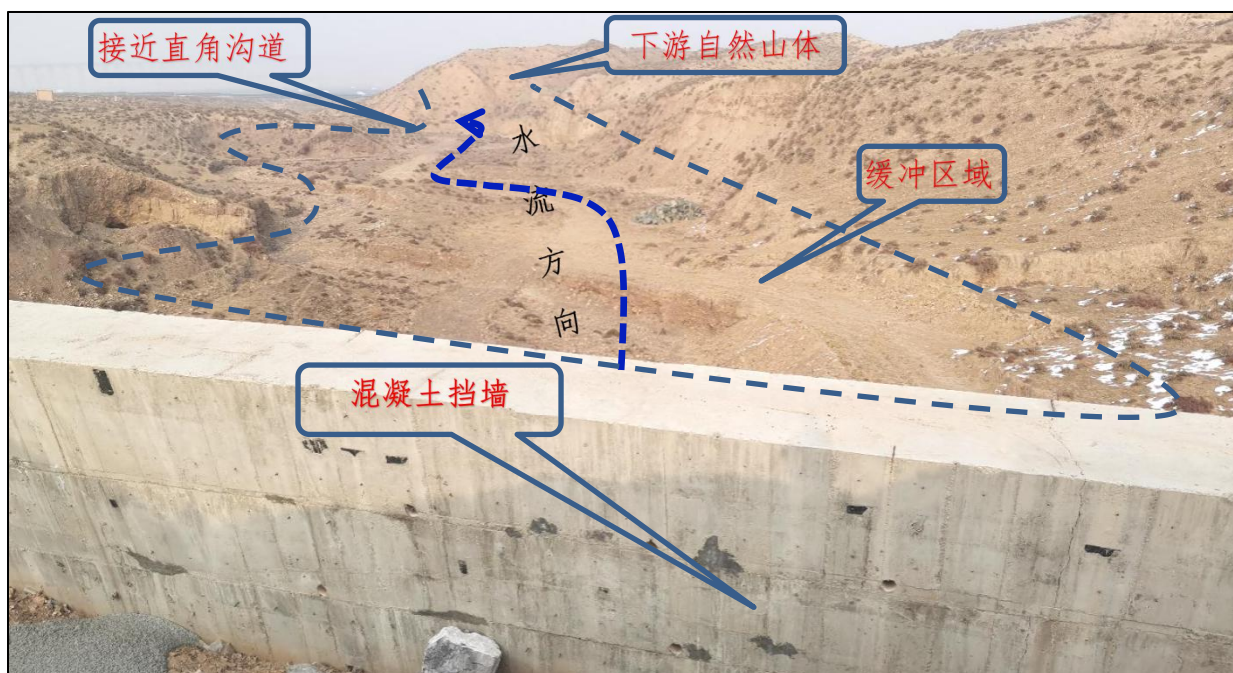 接近直角沟道
下游自然山体
水流方向
缓冲区域
混凝土挡墙